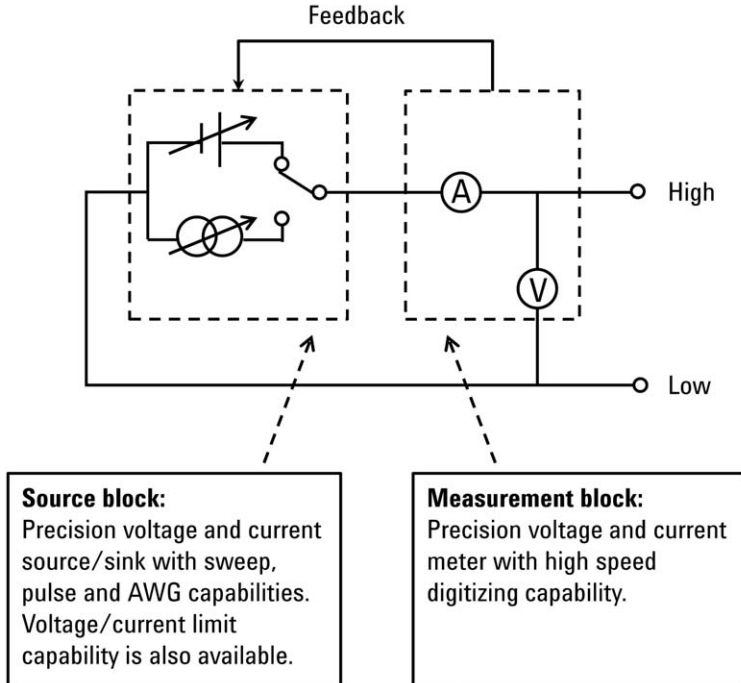 Feedback
A
High
V
Low
Source block:
Precision voltage and current
source/sink with sweep,
pulse and AWG capabilities.
Voltage/current limit
capability is also available.
Measurement block:
Precision voltage and current
meter with high speed
digitizing capability.